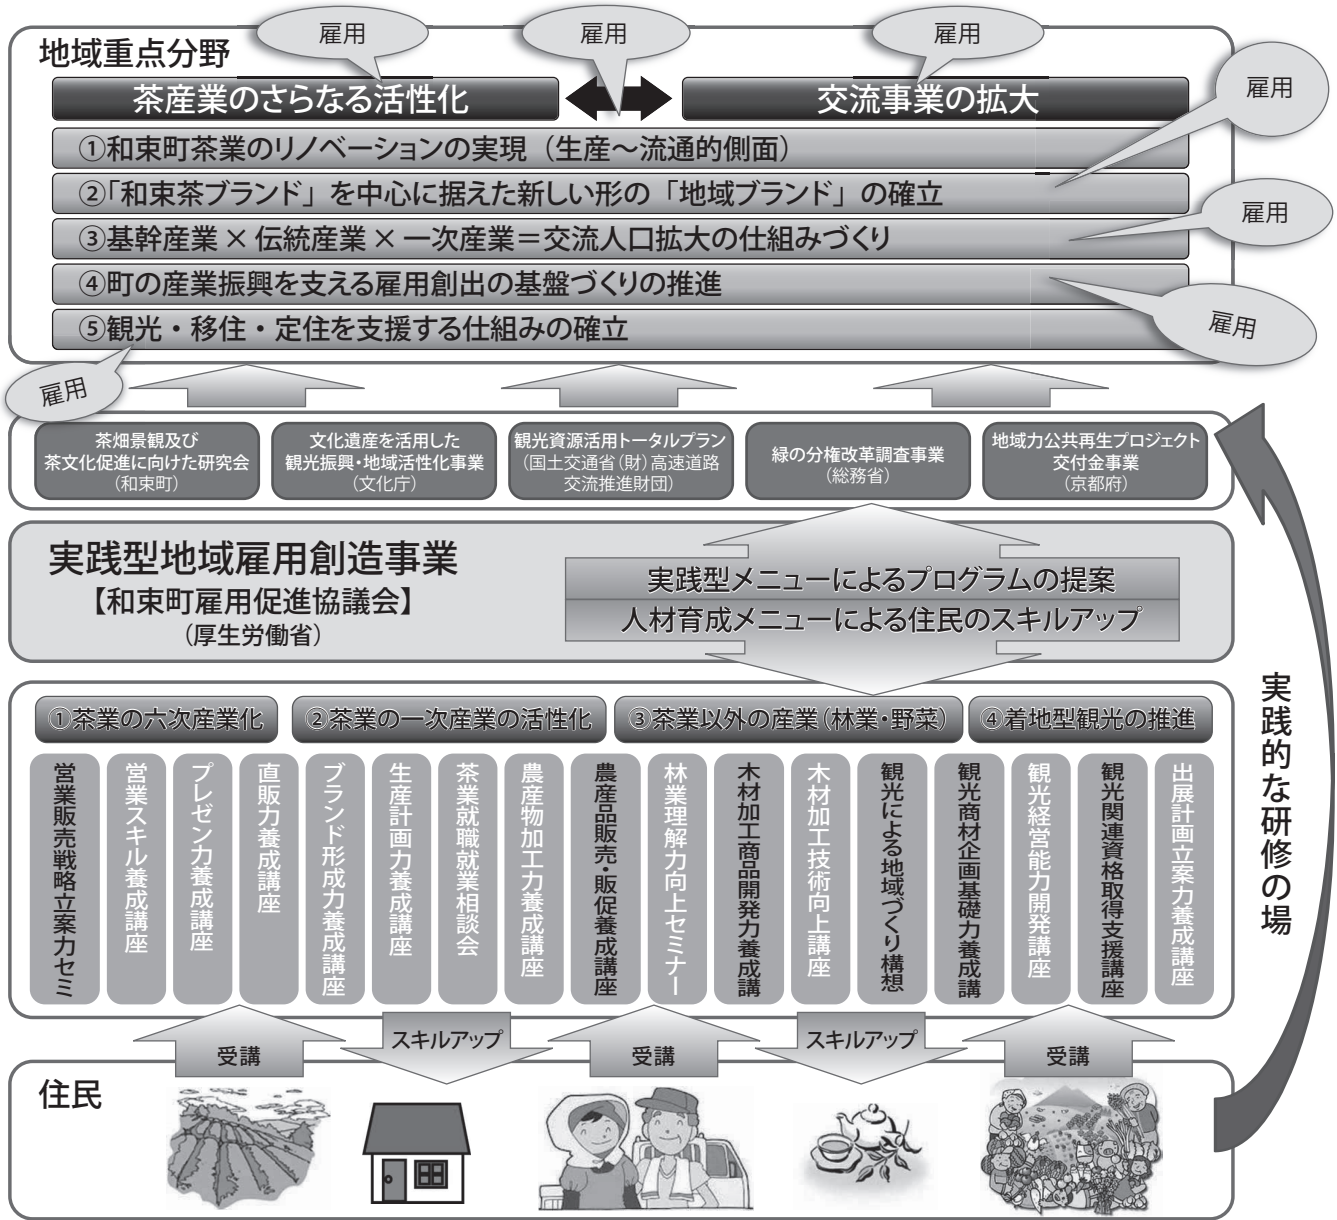 雇用
雇用
雇用
地域重点分野
茶産業のさらなる活性化
交流事業の拡大
雇用
①和束町茶業のリノベーションの実現（生産～流通的側面）
②「和束茶ブランド」を中心に据えた新しい形の「地域ブランド」の確立
雇用
③基幹産業×伝統産業×一次産業＝交流人口拡大の仕組みづくり
④町の産業振興を支える雇用創出の基盤づくりの推進
雇用
⑤観光・移住・定住を支援する仕組みの確立
雇用
茶畑景観及び
茶文化促進に向けた研究会
（和束町）
文化遺産を活用した
観光振興・地域活性化事業
（文化庁）
観光資源活用トータルプラン
（国土交通省（財）高速道路
交流推進財団）
緑の分権改革調査事業
（総務省）
地域力公共再生プロジェクト
交付金事業
（京都府）
実践型地域雇用創造事業
【和束町雇用促進協議会】
（厚生労働省）
実践型メニューによるプログラムの提案
人材育成メニューによる住民のスキルアップ
①茶業の六次産業化
②茶業の一次産業の活性化
③茶業以外の産業（林業・野菜）
④着地型観光の推進
営業販売戦略立案力セミ
営業スキル養成講座
プレゼン力養成講座
直販力養成講座
ブランド形成力養成講座
生産計画力養成講座
茶業就職就業相談会
農産物加工力養成講座
農産品販売・販促養成講座
林業理解力向上セミナー
木材加工商品開発力養成講
木材加工技術向上講座
観光による地域づくり構想
観光商材企画基礎力養成講
観光経営能力開発講座
観光関連資格取得支援講座
出展計画立案力養成講座
実践的な研修の場
受講
スキルアップ
受講
スキルアップ
受講
住民